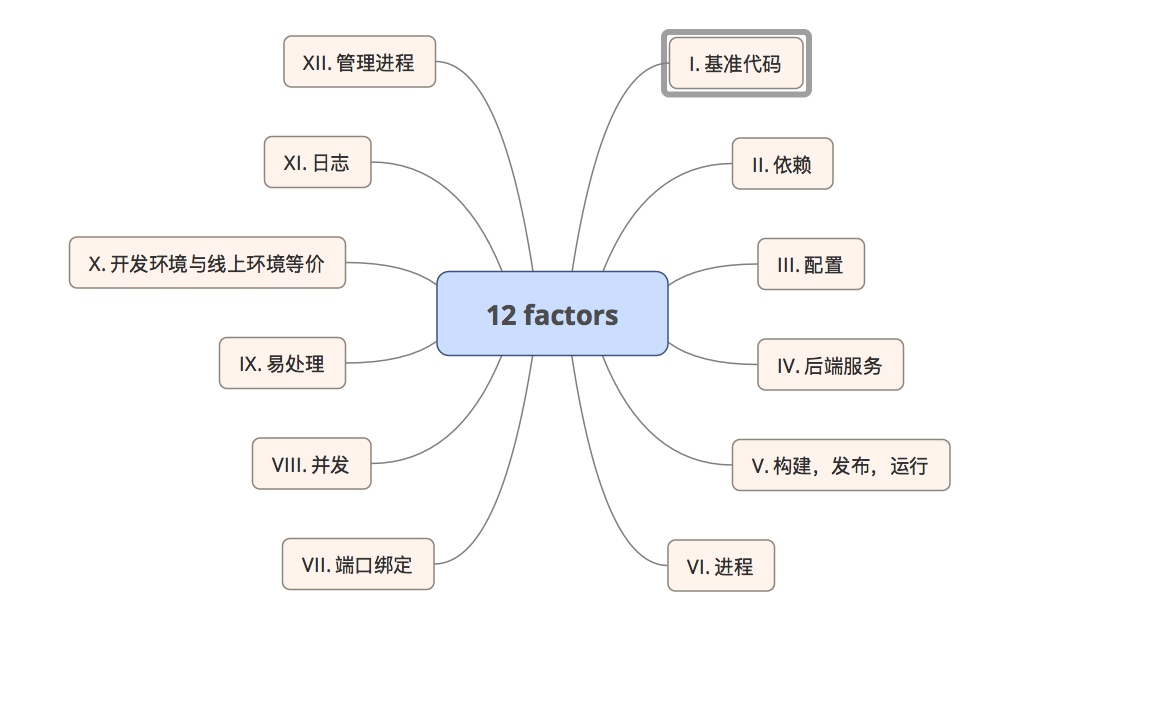 12 factors
I. 基准代码
II. 依赖
III. 配置
IV. 后端服务
V. 构建，发布，运行
VI. 进程
VII. 端口绑定
VIII. 并发
IX. 易处理
X. 开发环境与线上环境等价
XI. 日志
XII. 管理进程